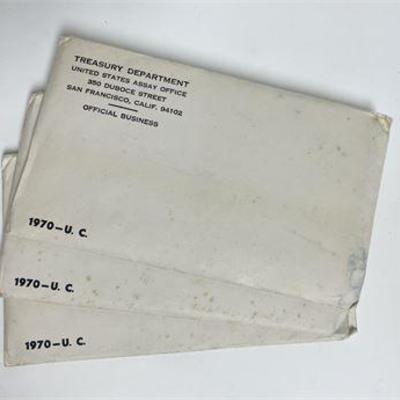 TREASURY DEPARTMENT
UNITED STATES ASSAY OFFICE
350 DUBOCE STREET
SAN FRANCISCO, CALIF. 94102
OFFICIAL BUSINESS
1970—U. C.
1970—U. C.
1970—U. C.